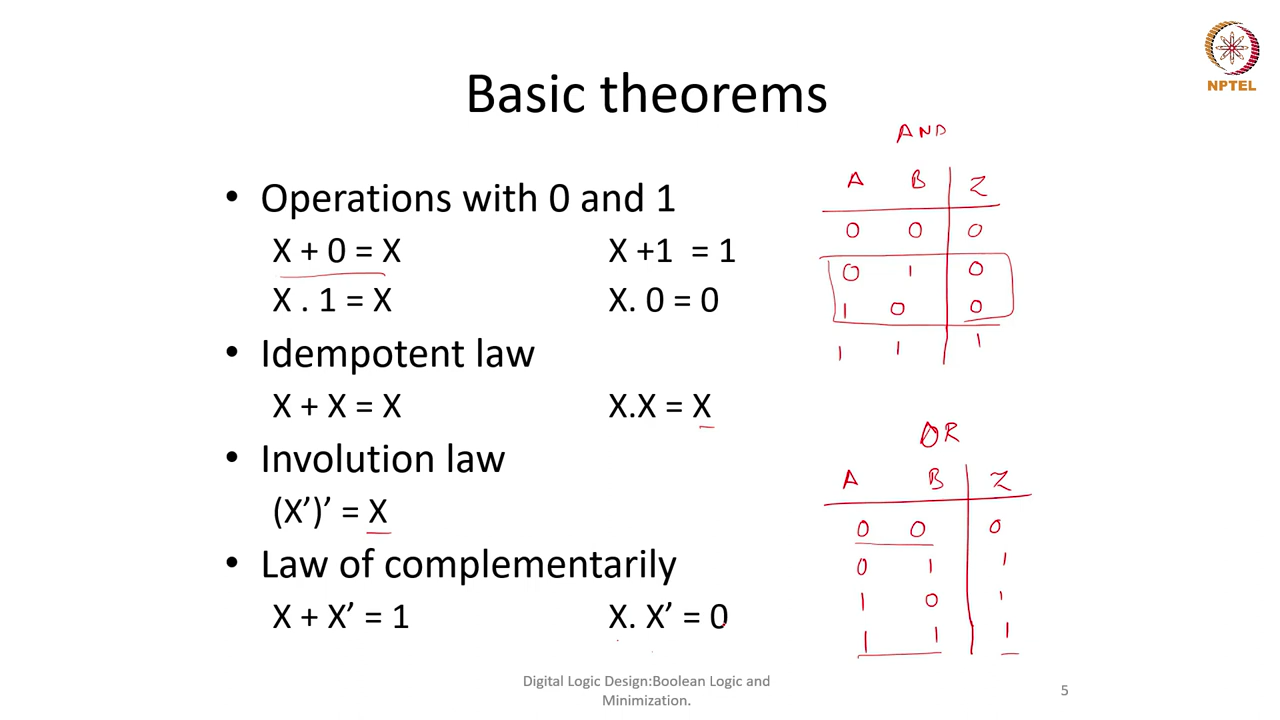 NPTEL
Basic theorems
• Operations with 0 and 1
X + 0 = X X +1 = 1
X . 1 = X X. 0 = 0
• Idempotent law
X + X = X X.X = X
• Involution law
(X’)’ = X
• Law of complementarily
X + X’ = 1 X. X’ = 0
AND
A B Z
0 0 0
0 1 0
1 0 0
1 1 1
OR
A B Z
0 0 0
0 1 1
1 0 1
1 1 1
Digital Logic Design:Boolean Logic and
Minimization.
5